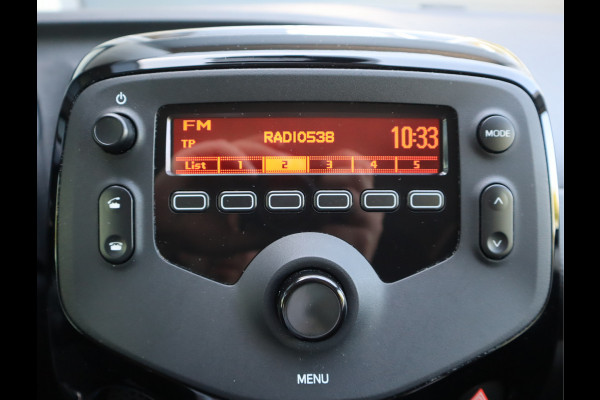 FM
RADIO538
10:33
TP
List 1 2 3 4 5
MODE
MENU